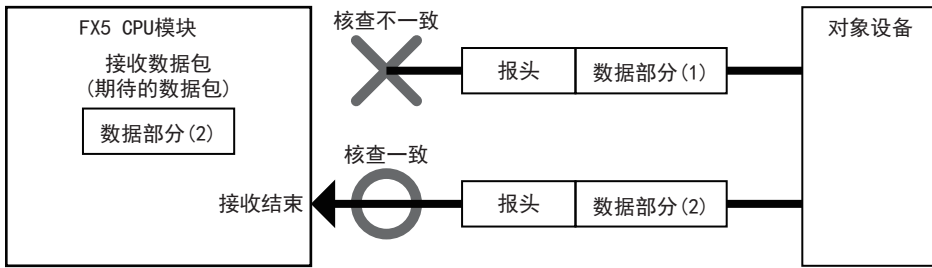 FX5 CPU模块
接收数据包
(期待的数据包)
数据部分(2)
接收结束
核查不一致
报头
数据部分(1)
核查一致
报头
数据部分(2)
对象设备